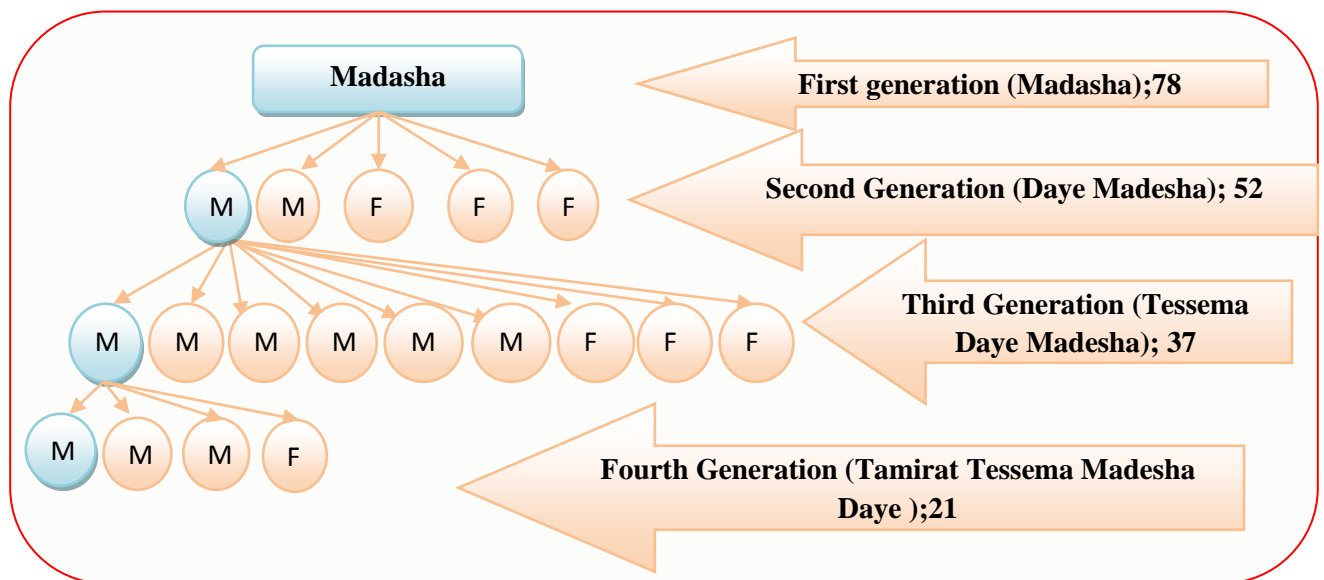 Madasha
First generation (Madasha);78
M M F F F
Second Generation (Daye Madesha); 52
M M M M M M F F F
Third Generation (Tessema
Daye Madesha); 37
M M M F
Fourth Generation (Tamirat Tessema Madesha
Daye );21